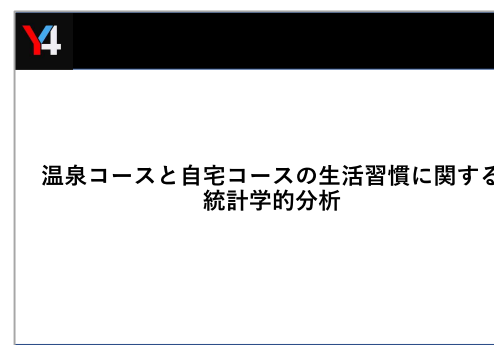 Y4
温泉コースと自宅コースの生活習慣に関する
統計学的分析